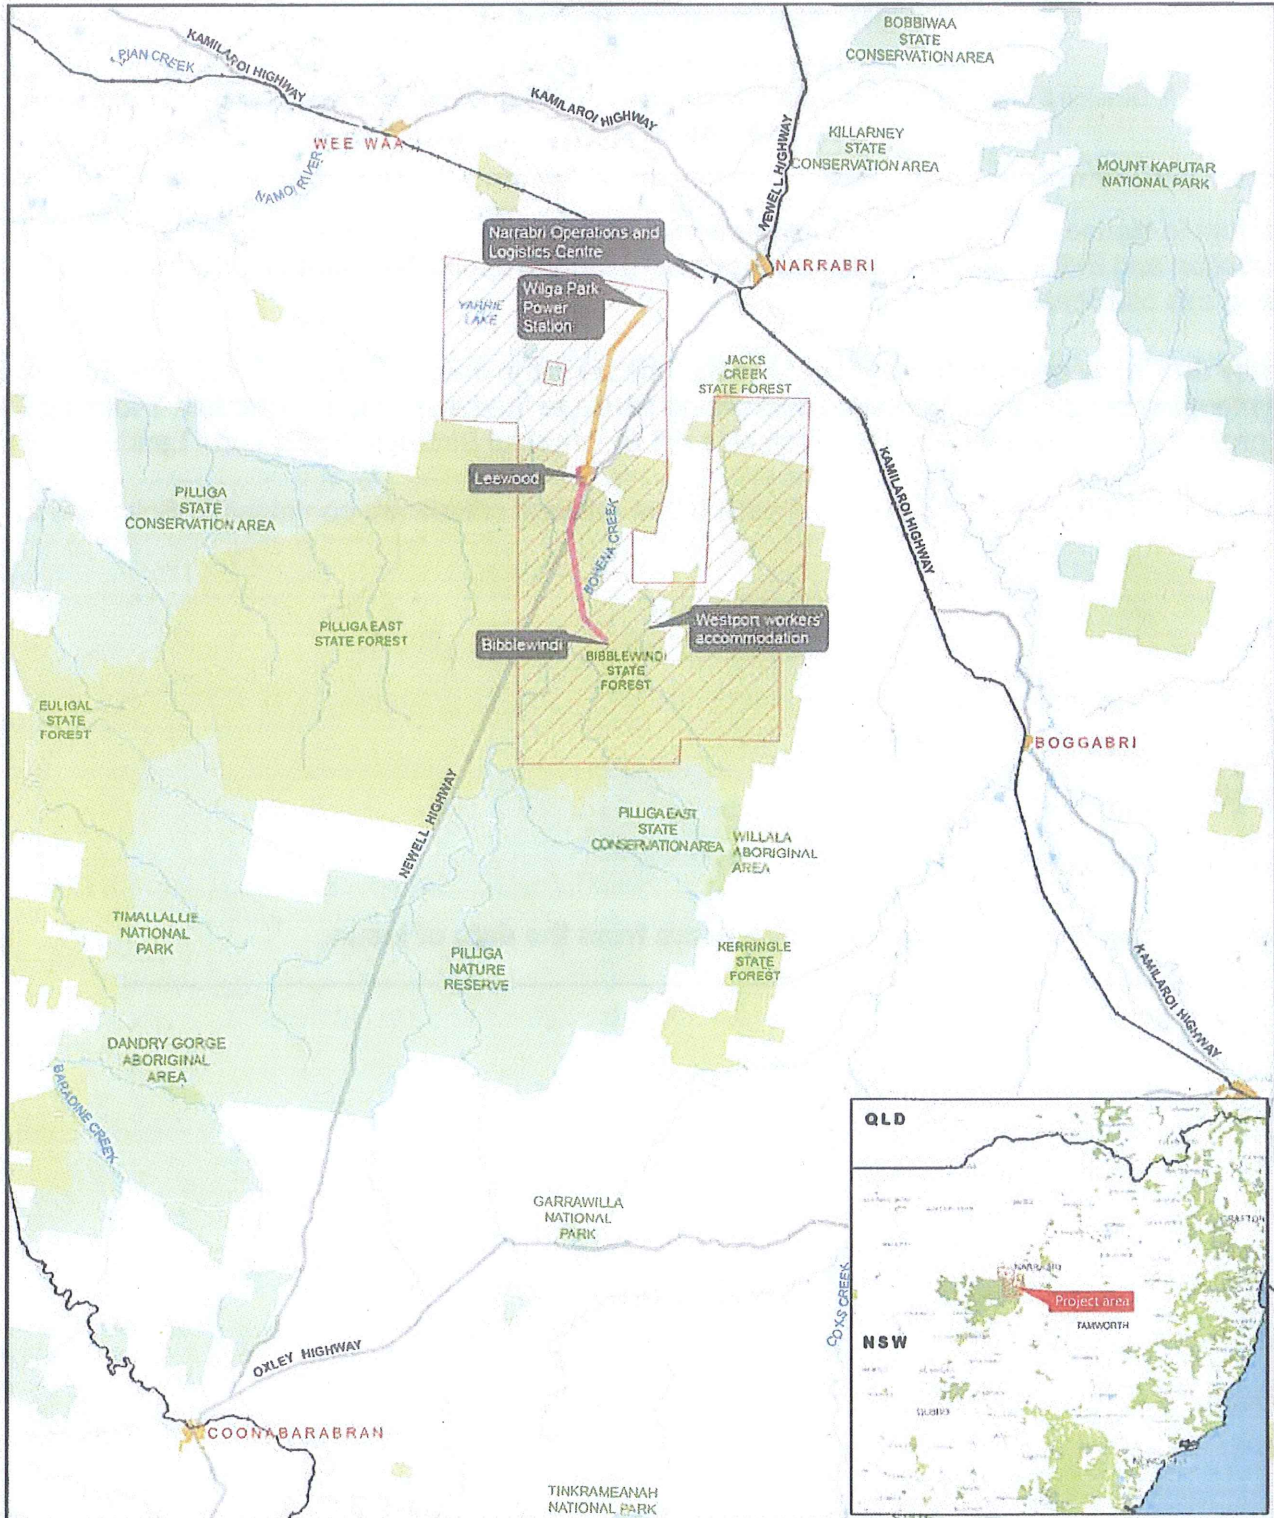 BOBBIWAA
STATE
CONSERVATION AREA
KAMILAROI HIGHWAY
PIAN CREEK
KAMILAROI HIGHWAY
WEE WAA
NAMOI RIVER
NEWELL HIGHWAY
KILLARNEY
STATE
CONSERVATION AREA
MOUNT KAPUTAR
NATIONAL PARK
Narrabri Operations and
Logistics Centre
NARRABRI
Wilga Park
Power
Station
YARRIE
LAKE
JACKS
CREEK
STATE FOREST
Leewood
KAMILAROI HIGHWAY
PILLIGA
STATE
CONSERVATION AREA
BOHENA CREEK
PILLIGA EAST
STATE FOREST
Westport workers'
accommodation
Bibblewindi
BIBBLEWINDI
STATE
FOREST
EULIGAL
STATE
FOREST
BOGGABRI
NEWELL HIGHWAY
PILLIGA EAST
STATE
CONSERVATION AREA
WILLALA
ABORIGINAL
AREA
TIMALLALLIE
NATIONAL
PARK
PILLIGA
NATURE
RESERVE
KERRINGLE
STATE
FOREST
KAMILAROI HIGHWAY
DANDRY GORGE
ABORIGINAL
AREA
BARADINE CREEK
GARRAWILLA
NATIONAL
PARK
COXS CREEK
OXLEY HIGHWAY
COONABARABRAN
TINKRAMEANAH
NATIONAL PARK
QLD
GRAFTON
NARRABRI
Project area
TAMWORTH
NSW
DUBBO